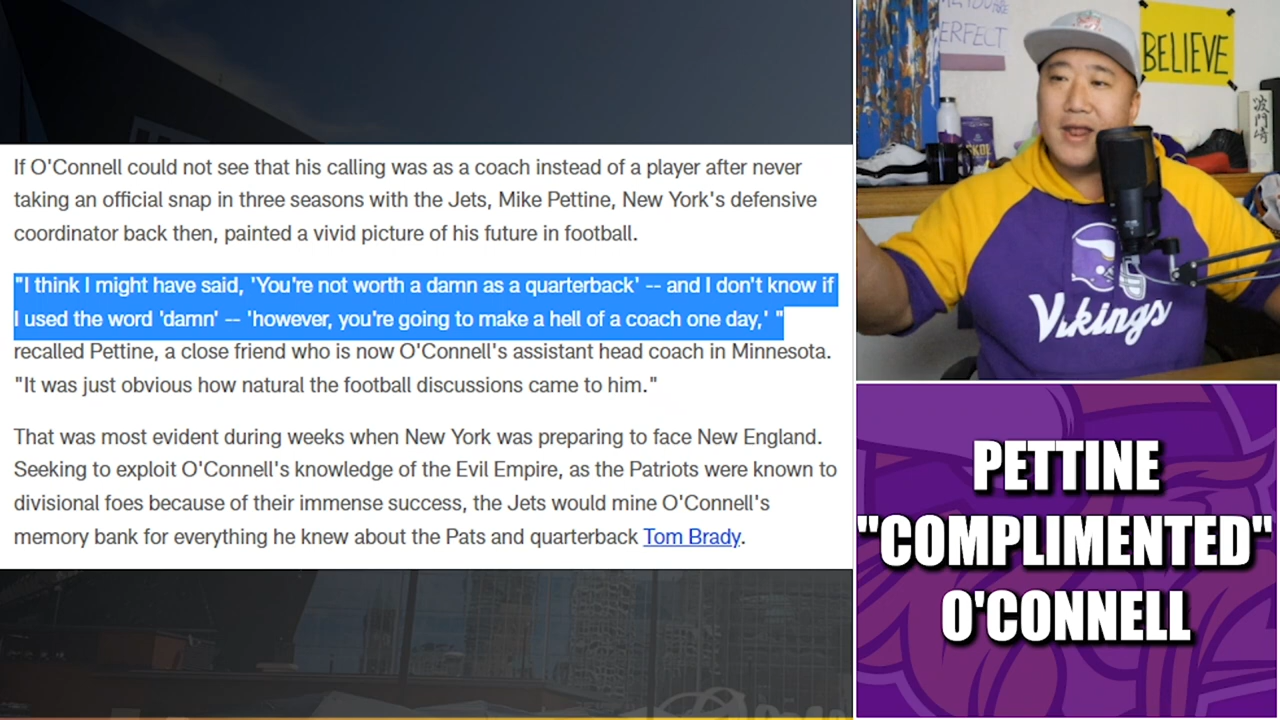 If O'Connell could not see that his calling was as a coach instead of a player after never
taking an official snap in three seasons with the Jets, Mike Pettine, New York's defensive
coordinator back then, painted a vivid picture of his future in football.
"I think I might have said, 'You're not worth a damn as a quarterback' -- and I don't know if
I used the word 'damn' -- 'however, you're going to make a hell of a coach one day,' "
recalled Pettine, a close friend who is now O'Connell's assistant head coach in Minnesota.
"It was just obvious how natural the football discussions came to him."
That was most evident during weeks when New York was preparing to face New England.
Seeking to exploit O'Connell's knowledge of the Evil Empire, as the Patriots were known to
divisional foes because of their immense success, the Jets would mine O'Connell's
memory bank for everything he knew about the Pats and quarterback Tom Brady.
ERFECT
BELIEVE
SKOL
Vikings
PETTINE
"COMPLIMENTED"
O'CONNELL